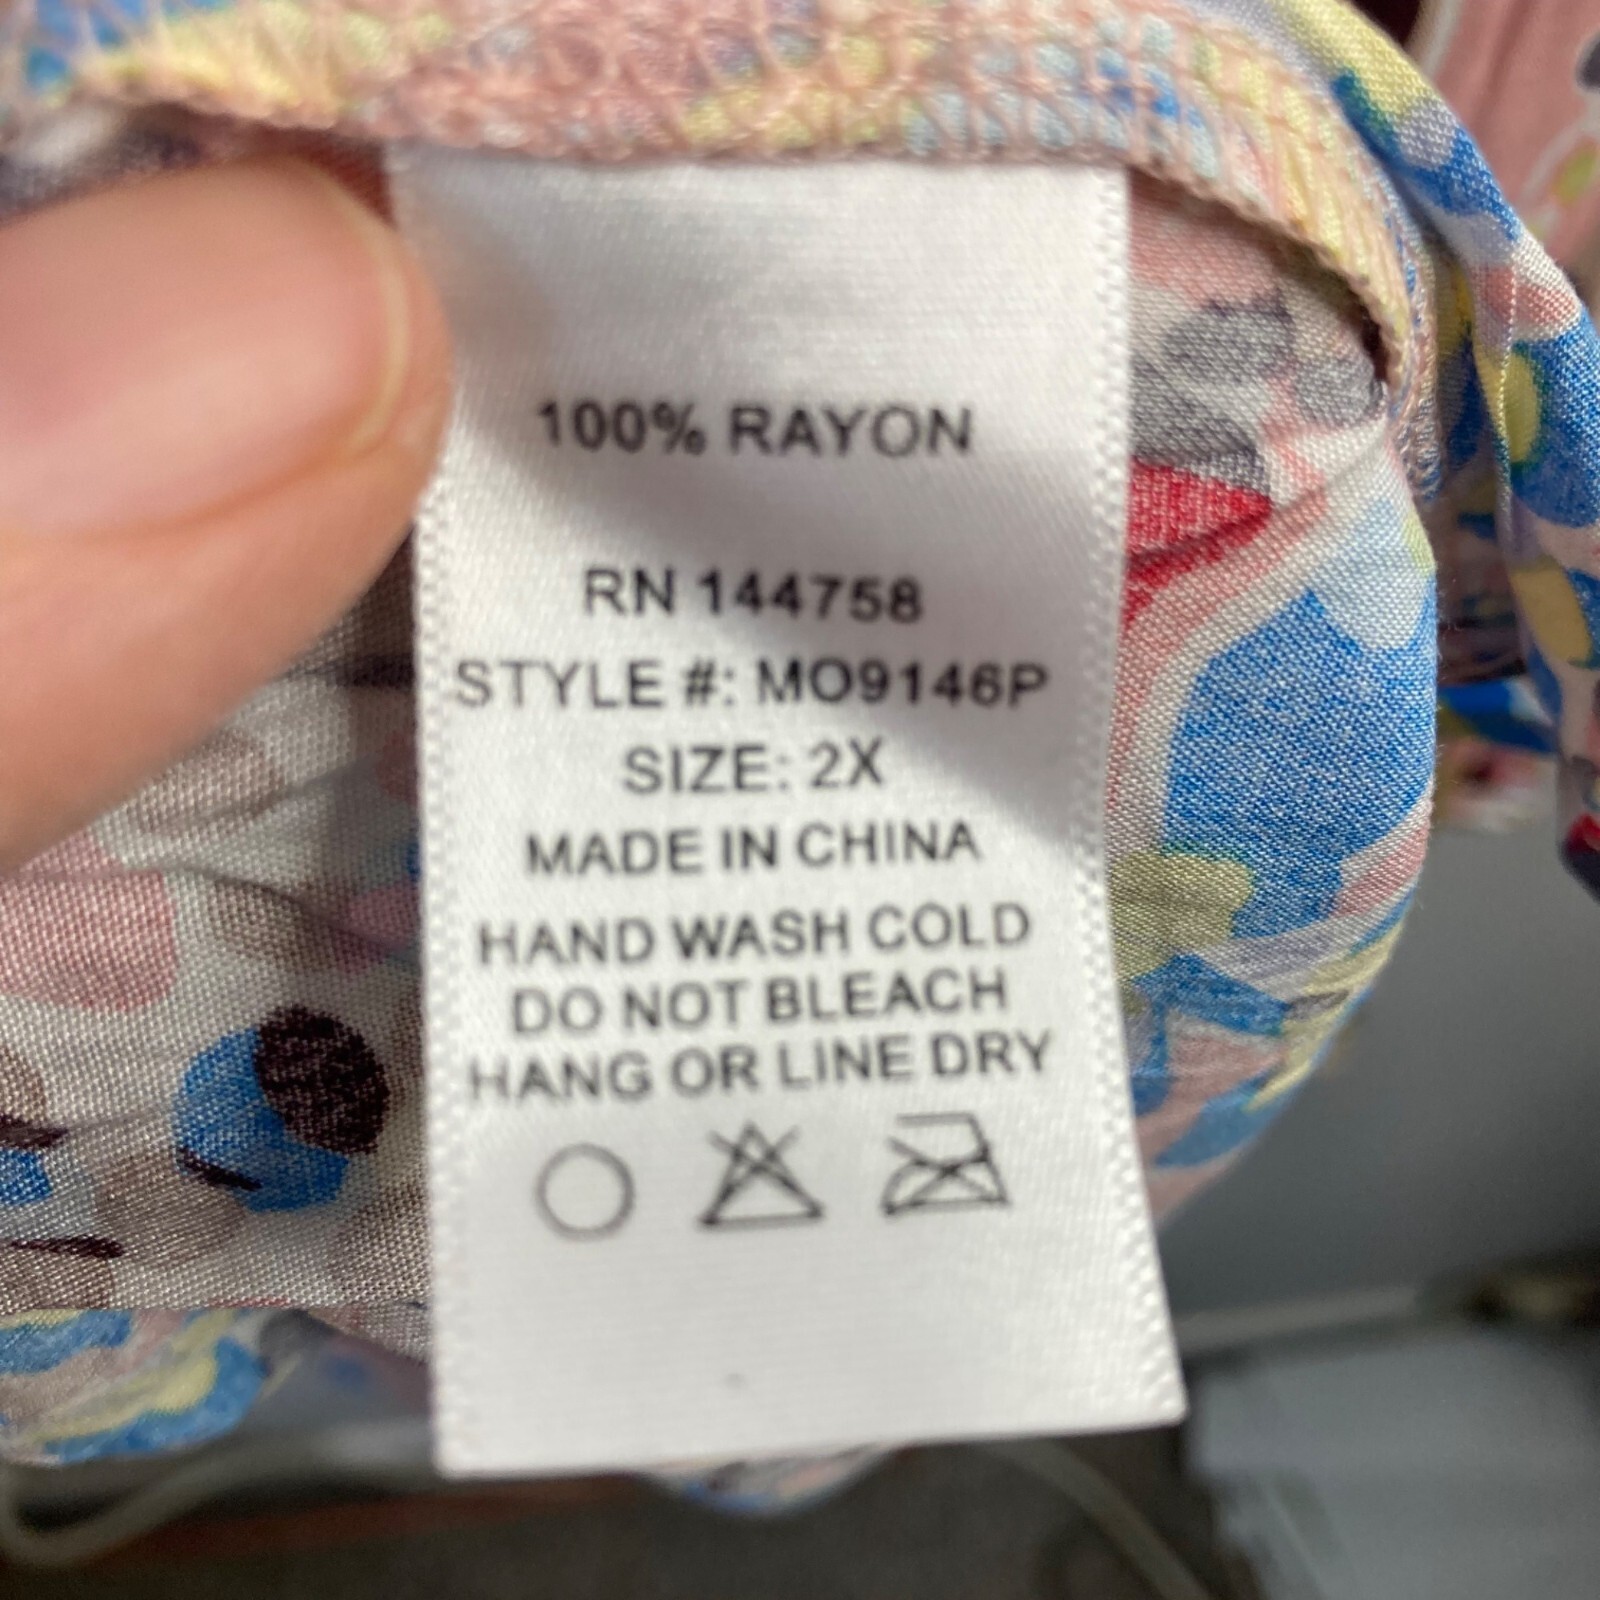 100% RAYON
RN 144758
STYLE #: MO9146P
SIZE: 2X
MADE IN CHINA
HAND WASH COLD
DO NOT BLEACH
HANG OR LINE DRY